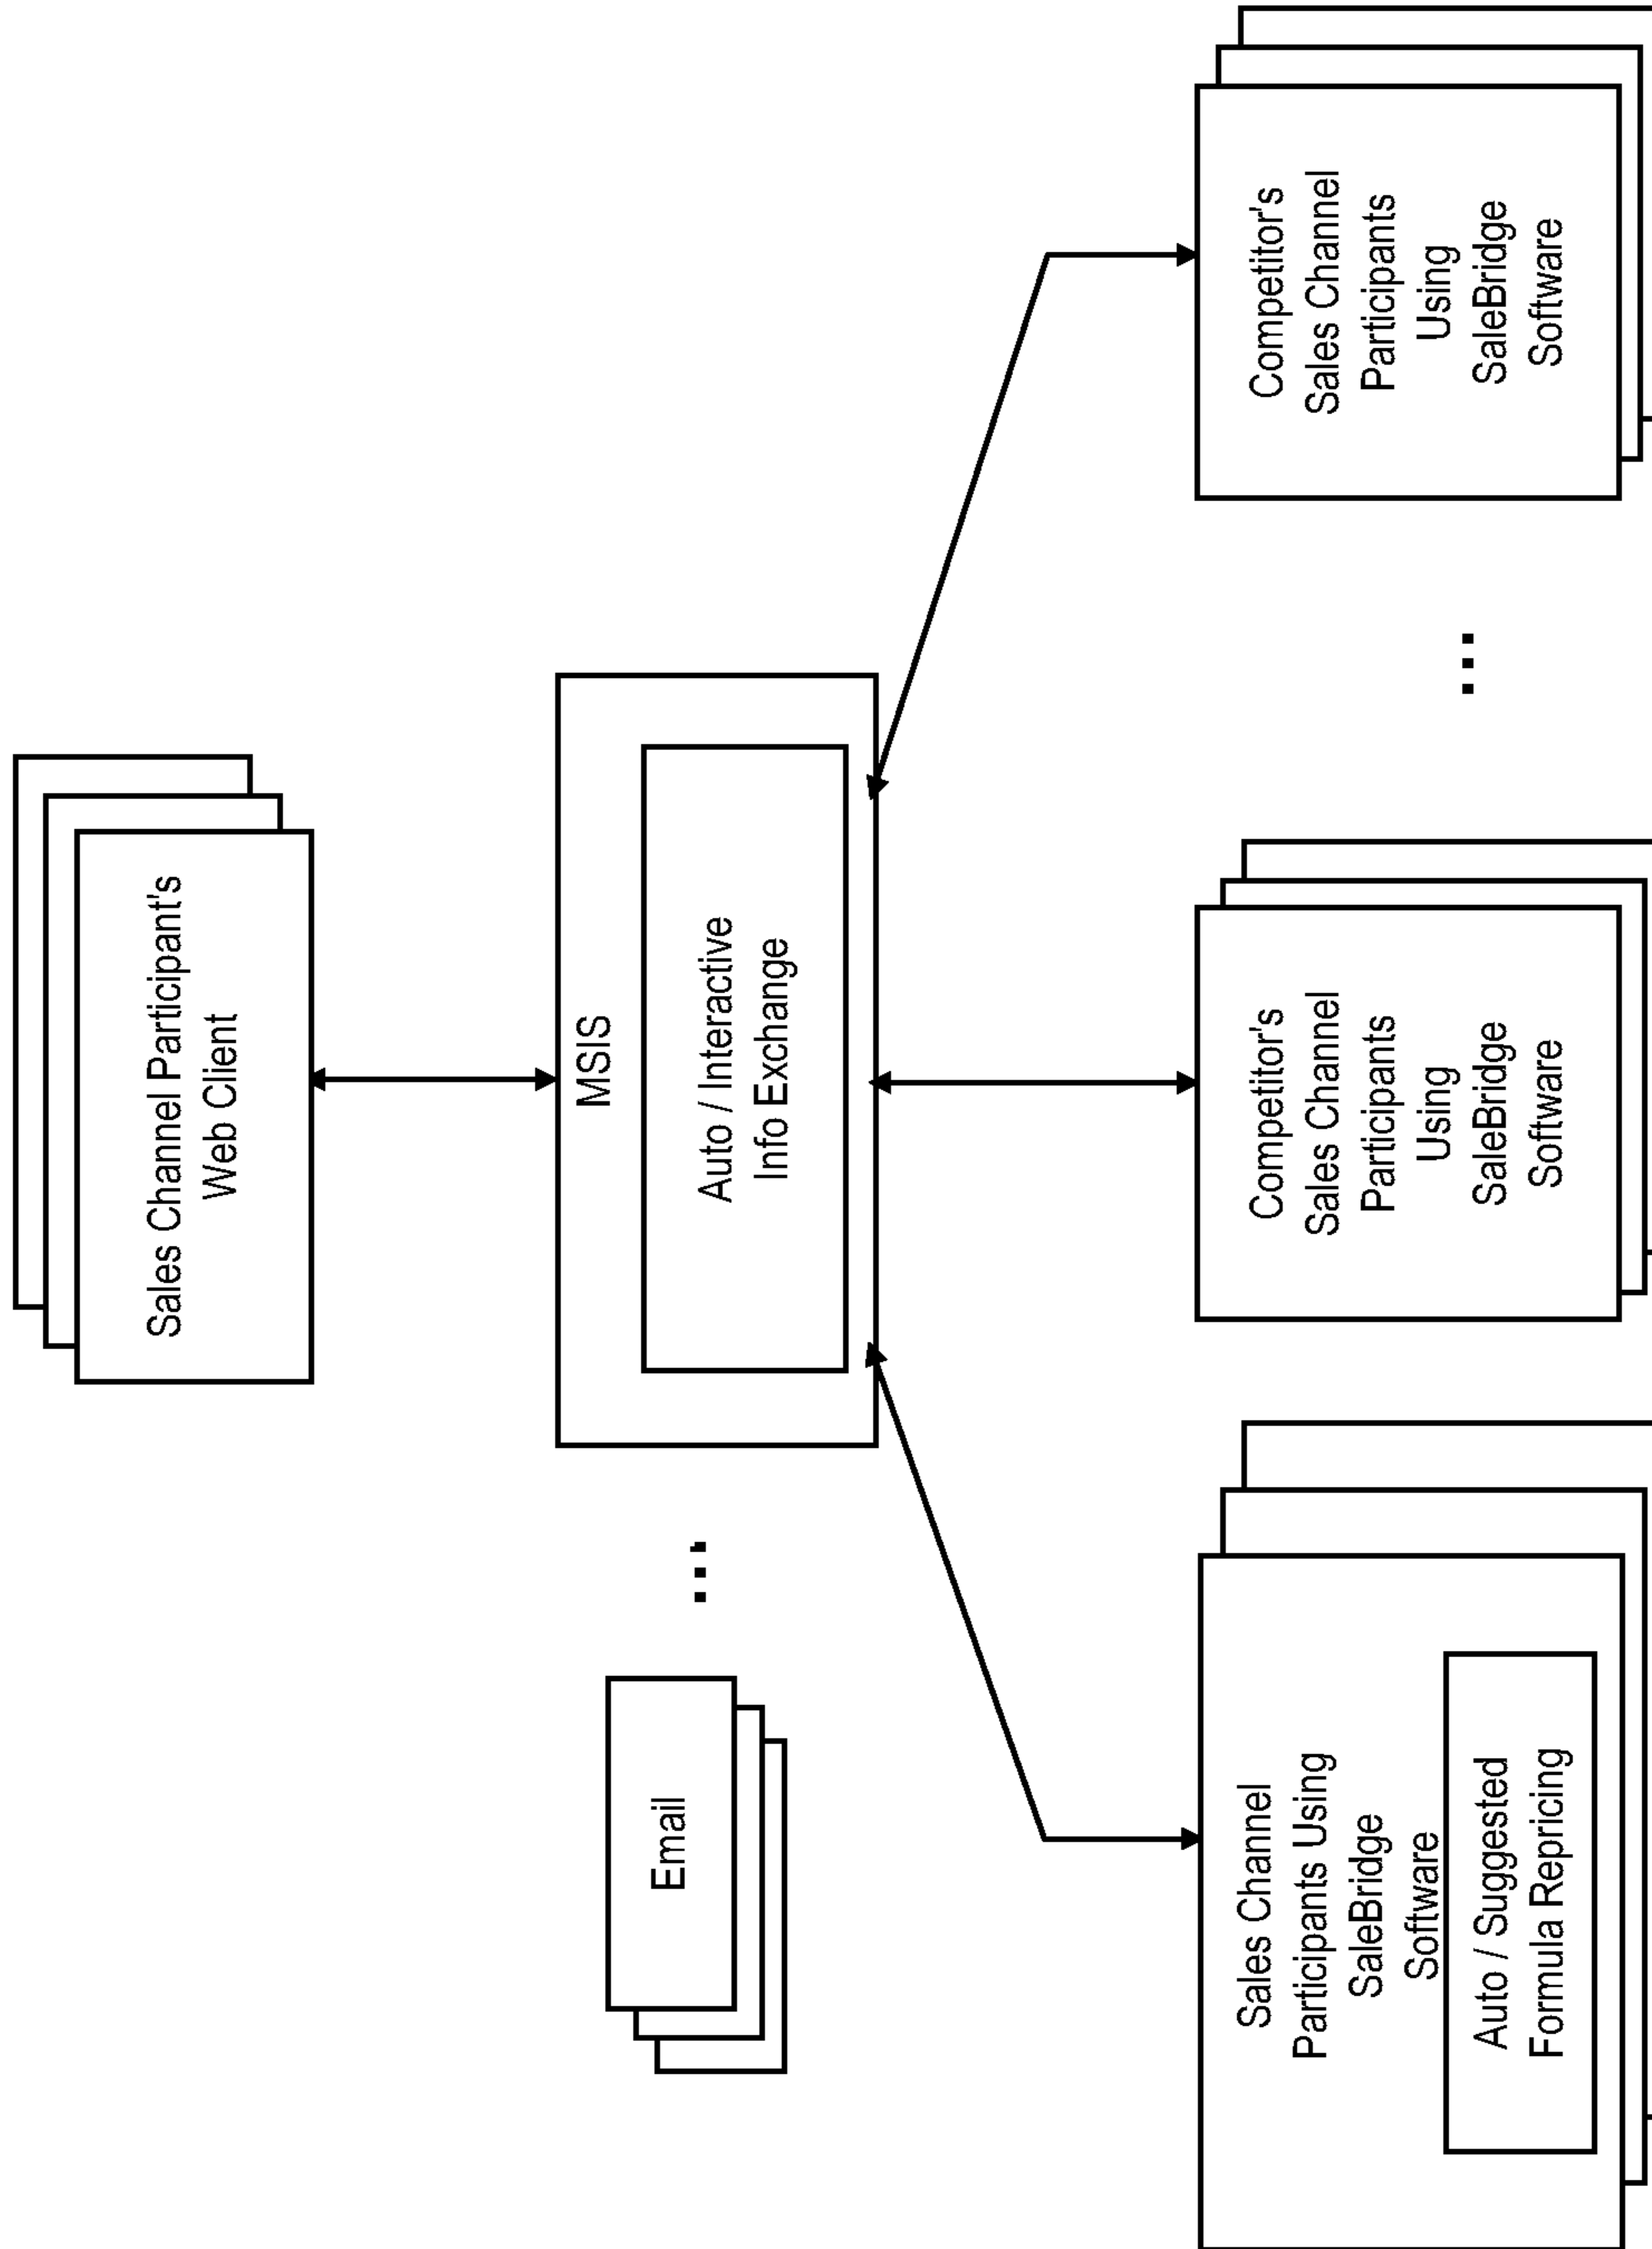 Sales Channel Participant's
Web Client
MSIS
Auto / Interactive
Info Exchange
Email
...
Sales Channel
Participants Using
SaleBridge
Software
Auto / Suggested
Formula Repricing
Competitor's
Sales Channel
Participants
Using
SaleBridge
Software
...
Competitor's
Sales Channel
Participants
Using
SaleBridge
Software